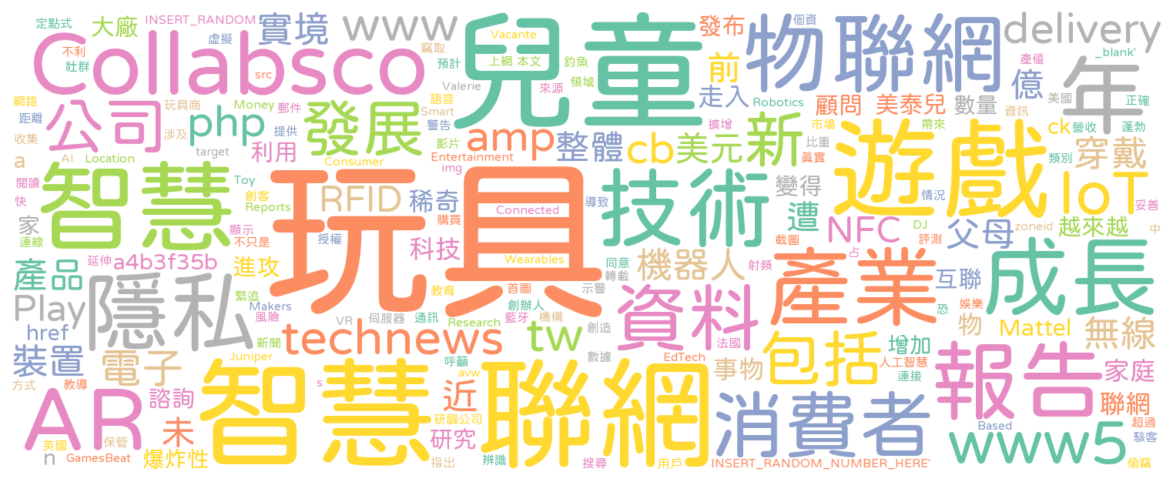 定點式 大廠 INSERT_RANDOM 實境 www 竊取 Vacante 發布 個資 delivery
不利 虛擬 兒童 物聯網 產值 _blank'
社群 Collabsco src 預計 上網 本文 釣魚 前 億 年
網路 玩具商 Money 郵件 Valerie 語音 來源 領域 走入 Robotics 顧問 美泰兒 數量 資訊 美國 正確
距離 公司 php 提供 發展 Smart 警告 amp 擴增 市場 帶來 ck 營收 蓬勃
收集 涉及 target 利用 影片 整體 cb 美元 新 比重 真實 遊戲 類別 穿戴
a AI Location Consumer Entertainment img
閱讀 智慧 Toy 創客 RFID 稀奇 購買 Connected 導致 技術 變得 情況 IoT 妥善
快 家 Reports 顯示 授權 玩具 遭 NFC DJ 父母 zoneid 越來越 中
連線 不只是 科技 Wearables 截圖 評測
產品 延伸 a4b3f35b 進攻 同意 轉載 機器人 射頻 占 互聯 成長
Play 隱私 緊追 Makers 風險 教育 首圖 示警 資料 產業 恐 娛樂 物 Mattel 無線
href VR 伺服器 通訊 創辦人 藍牙 機構
裝置 新聞 technews Research tw 創造 法國
電子 Juniper 呼籲 數據 事物 EdTech 包括 增加 人工智慧 報告 家庭
方式 教導 s avw 連接
AR 諮詢 智慧 近 研調公司 聯網 消費者 聯網 超過
英國 保管 未 研究 www5 Based 駭客
n GamesBeat 爆炸性 指出 辨識 搜尋 用戶 INSERT_RANDOM_NUMBER_HERE' 偷竊